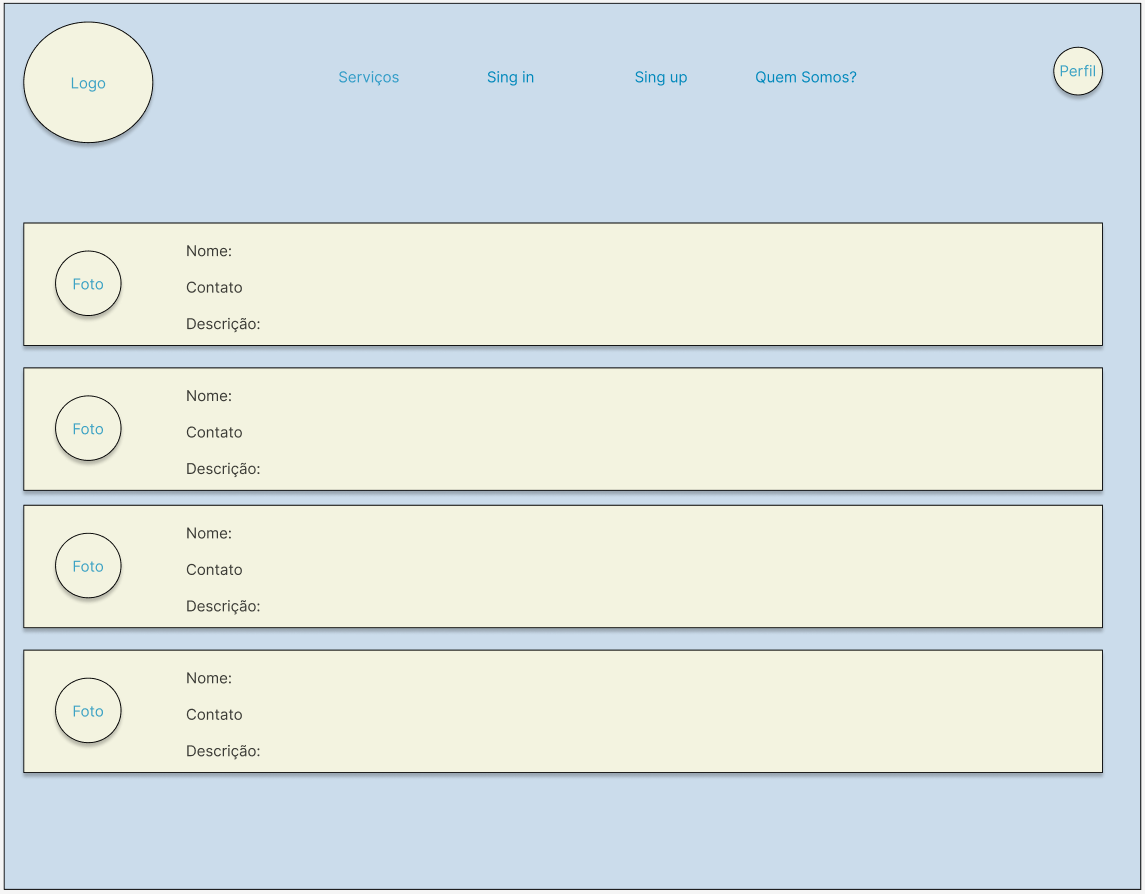 Logo
Serviços
Sing in
Sing up
Quem Somos?
Perfil
Foto
Nome:
Contato
Descrição:
Foto
Nome:
Contato
Descrição:
Foto
Nome:
Contato
Descrição:
Foto
Nome:
Contato
Descrição: